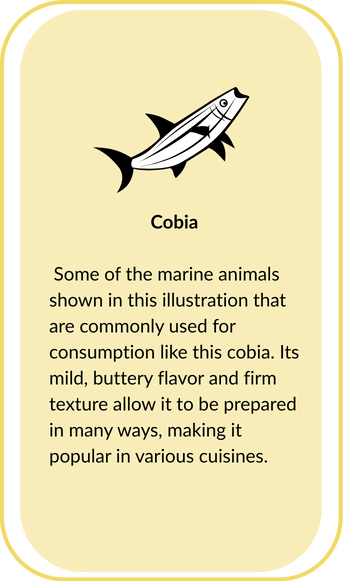 Cobia
Some of the marine animals
shown in this illustration that
are commonly used for
consumption like this cobia. Its
mild, buttery flavor and firm
texture allow it to be prepared
in many ways, making it
popular in various cuisines.